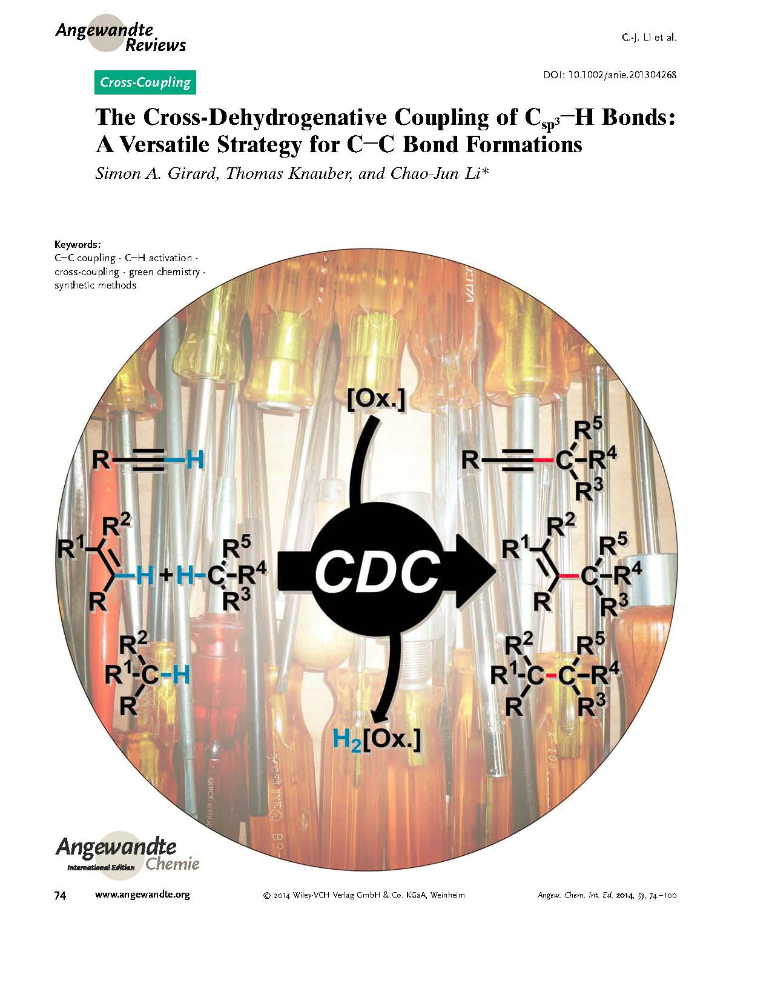 Angewandte
Reviews
C.-J. Li et al.
Cross-Coupling
DOI: 10.1002/anie.201304268
The Cross-Dehydrogenative Coupling of Csp³–H Bonds:
A Versatile Strategy for C–C Bond Formations
Simon A. Girard, Thomas Knauber, and Chao-Jun Li*
Keywords:
C–C coupling · C–H activation ·
cross-coupling · green chemistry ·
synthetic methods
[Ox.]
R H
R² R¹ H R
+
H-C R⁵ R⁴ R³
R² R¹-C-H R
CDC
H₂[Ox.]
R C R⁵ R⁴ R³
R² R¹ R C R⁵ R⁴ R³
R² R¹-C-C-R⁴ R R⁵ R³
Angewandte
International Edition Chemie
74 www.angewandte.org © 2014 Wiley-VCH Verlag GmbH & Co. KGaA, Weinheim Angew. Chem. Int. Ed. 2014, 53, 74–100